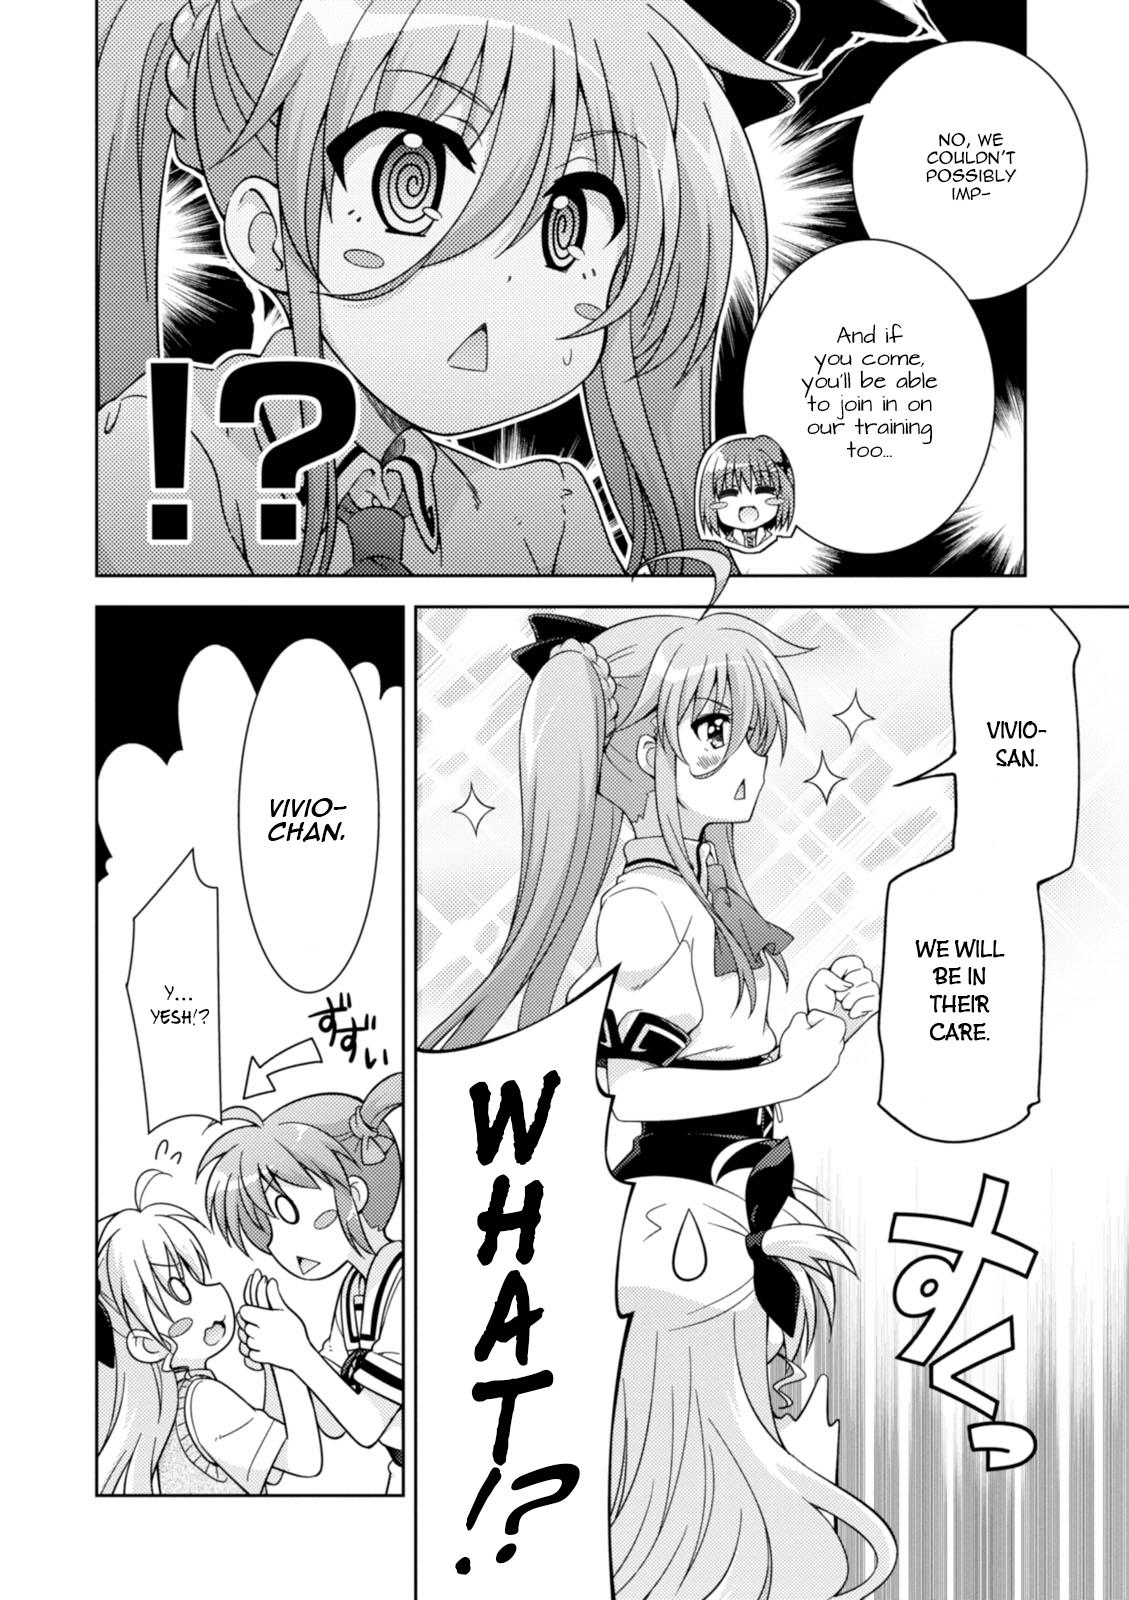 NO, WE
COULDN'T
POSSIBLY
IMP-
And if
you come,
you'll be able
to join in on
our training
too...
!?
VIVIO-
SAN.
WE WILL
BE IN
THEIR
CARE.
すくっ
WHAT!?
VIVIO-
CHAN.
Y...
YESH!?
ずずい